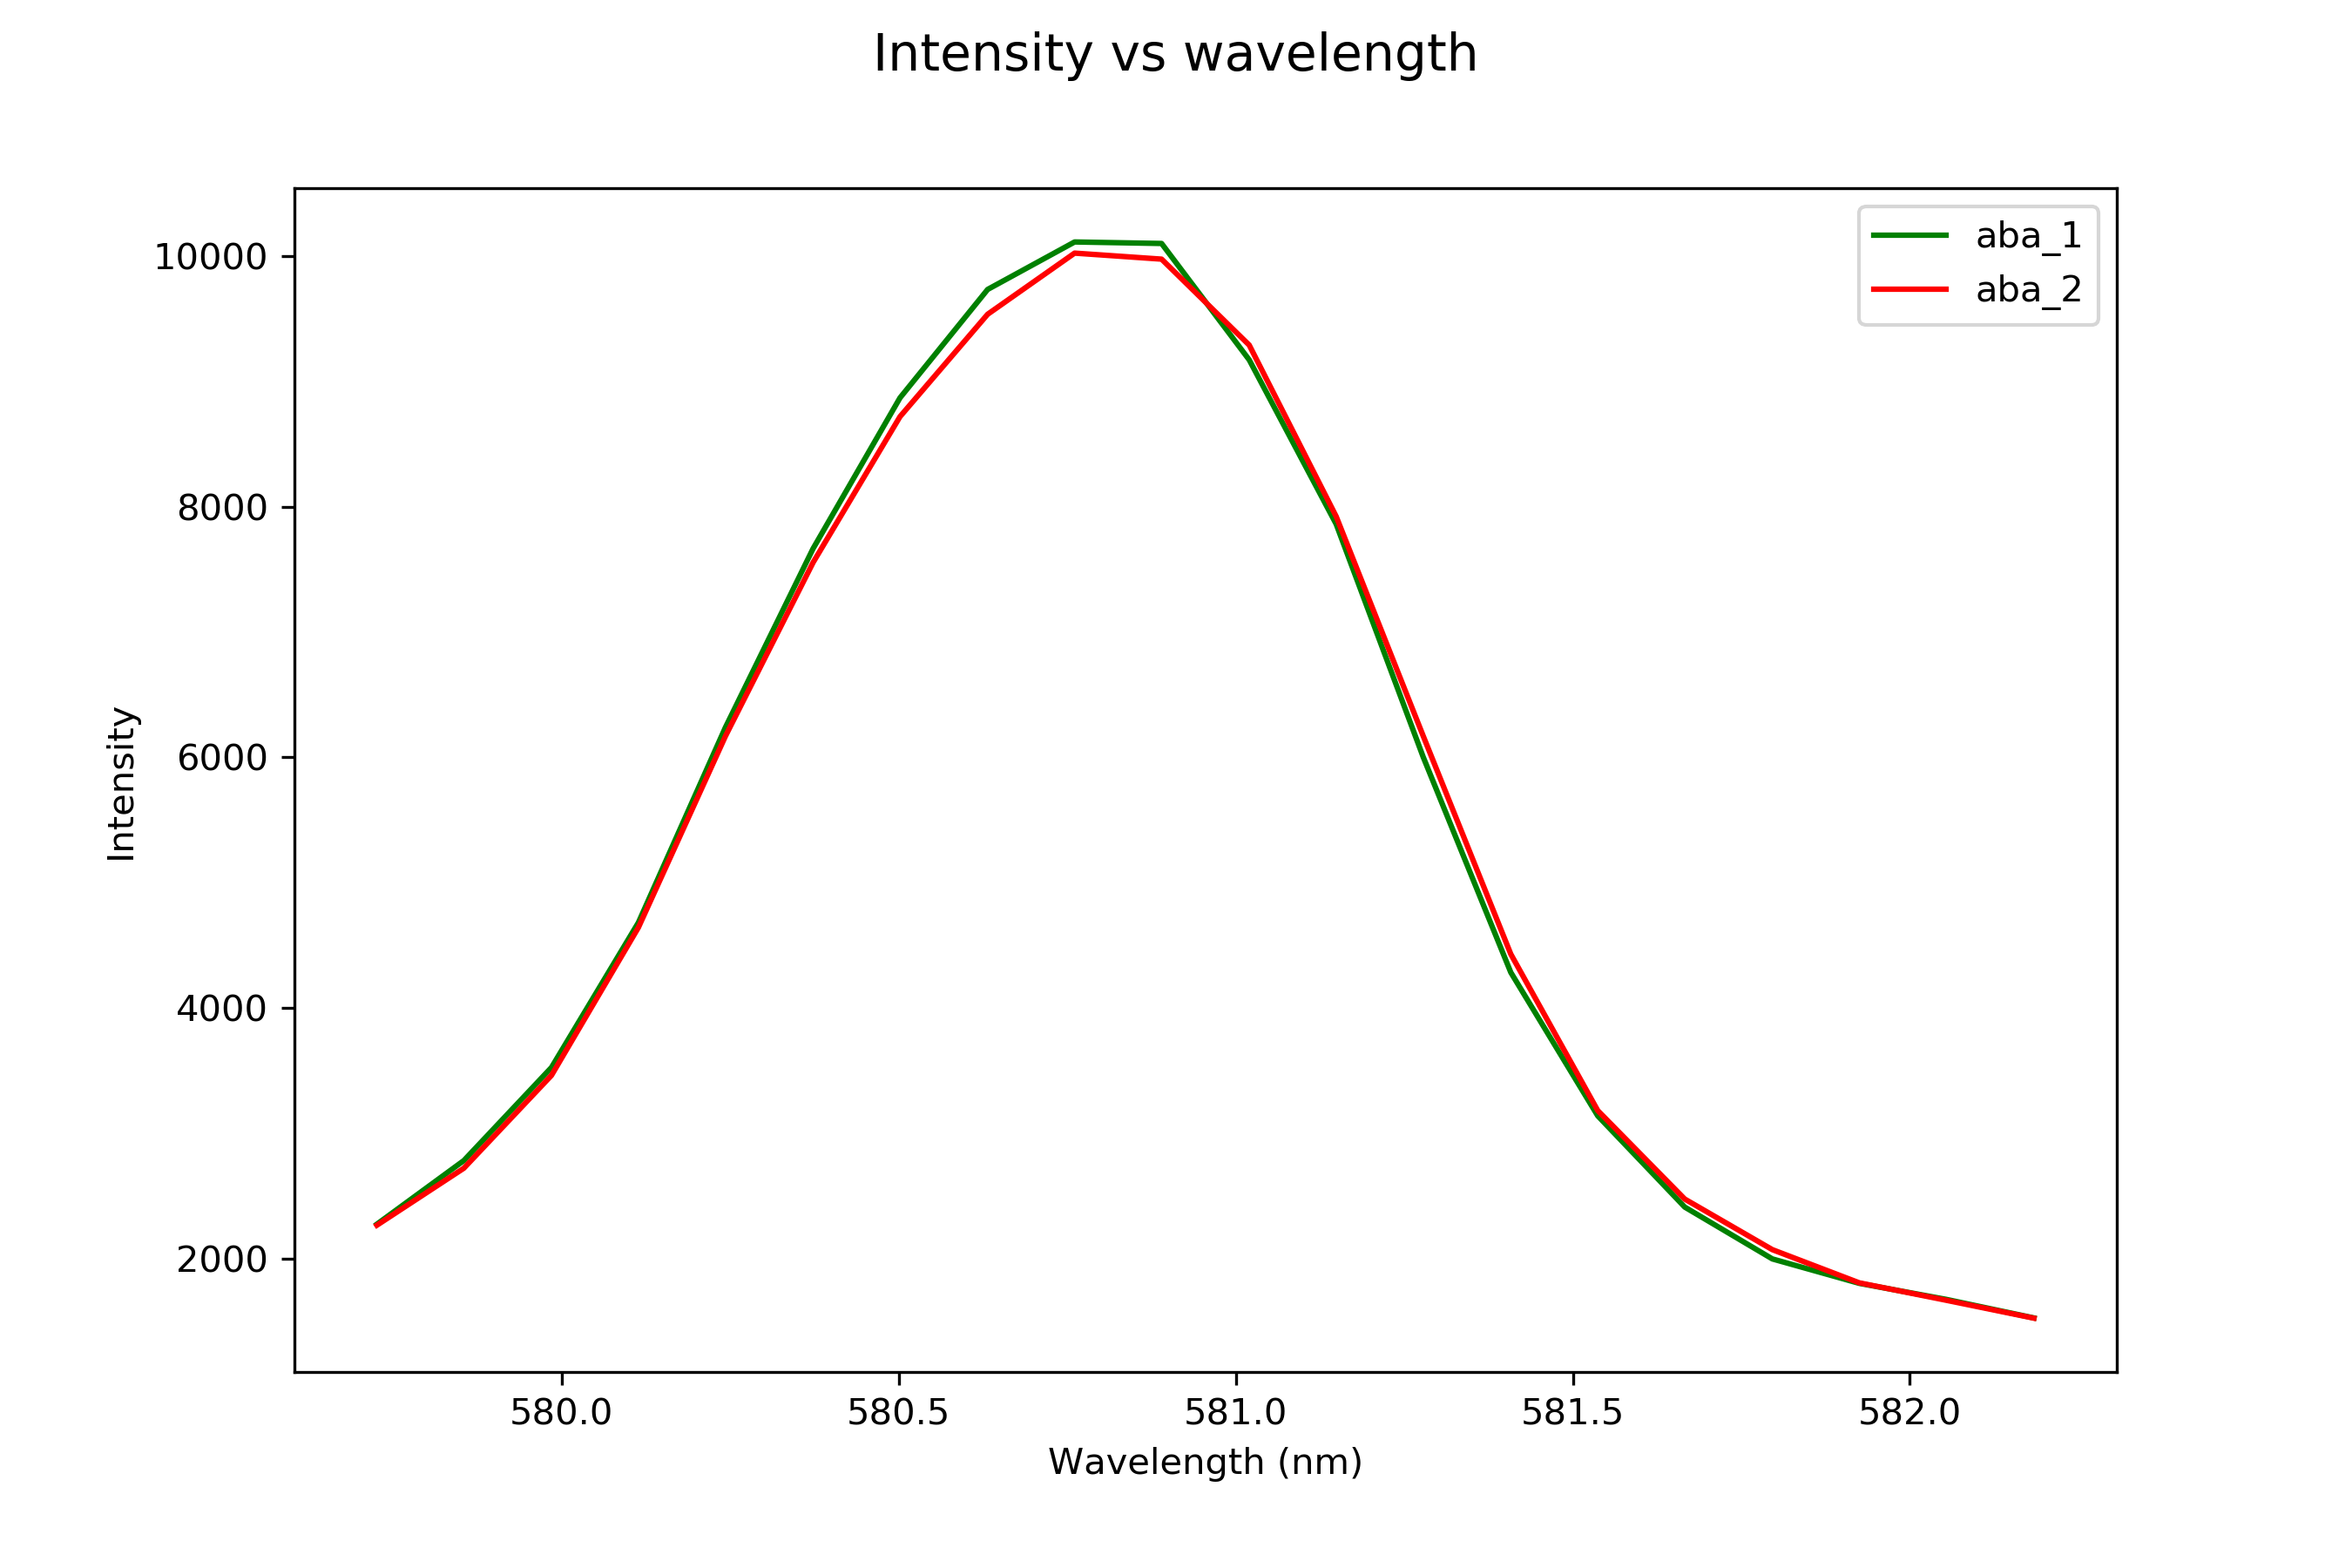 Intensity vs wavelength
aba_1
aba_2
10000
8000
6000
4000
2000
Intensity
580.0 580.5 581.0 581.5 582.0
Wavelength (nm)